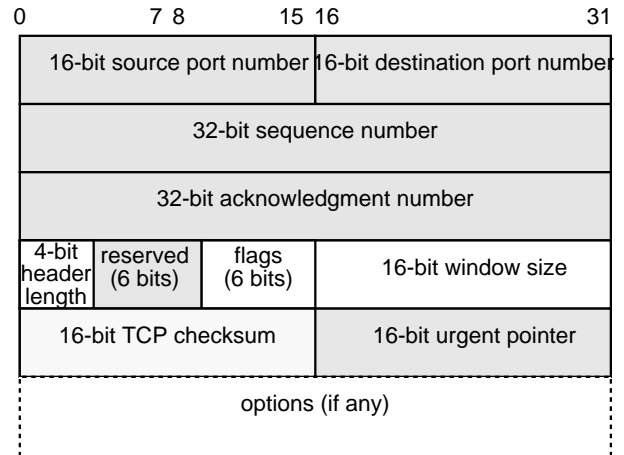 0 7 8 15 16 31
16-bit source port number 16-bit destination port number
32-bit sequence number
32-bit acknowledgment number
4-bit
header
length
reserved
(6 bits)
flags
(6 bits)
16-bit window size
16-bit TCP checksum 16-bit urgent pointer
options (if any)